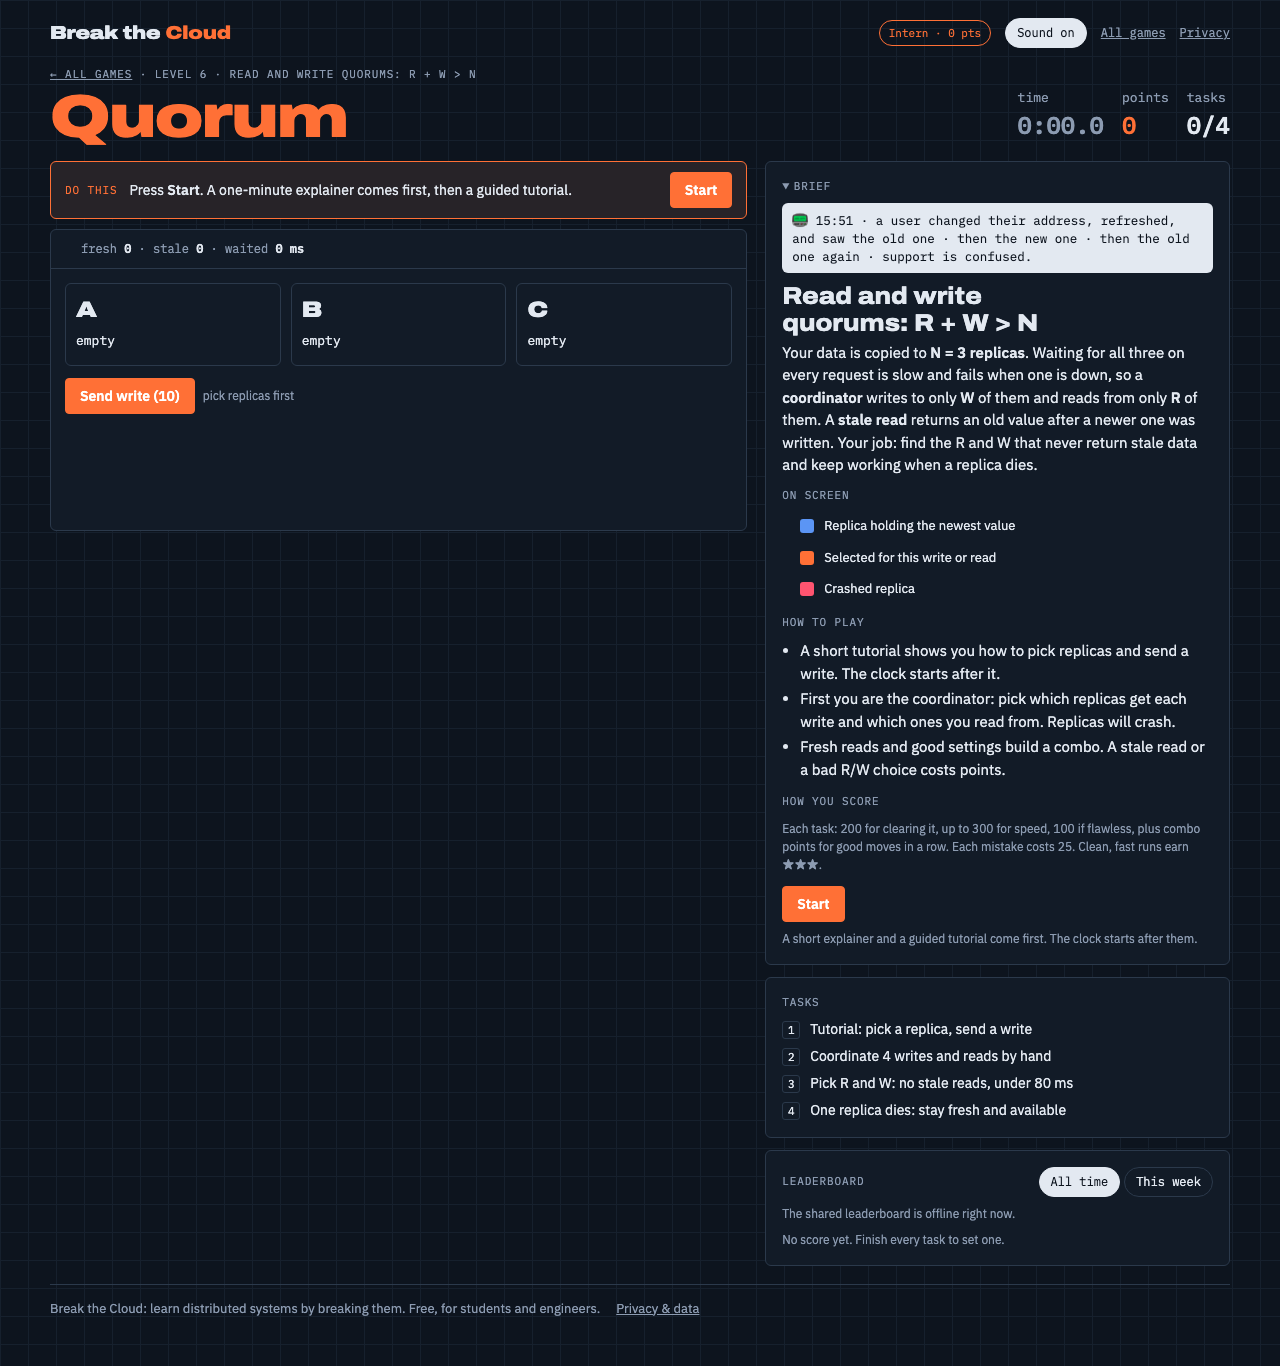 Break the Cloud
Intern · 0 pts
Sound on
All games
Privacy
← ALL GAMES · LEVEL 6 · READ AND WRITE QUORUMS: R + W > N
Quorum
time
0:00.0
points
0
tasks
0/4
DO THIS
Press Start. A one-minute explainer comes first, then a guided tutorial.
Start
fresh 0 · stale 0 · waited 0 ms
A
empty
B
empty
C
empty
Send write (10)
pick replicas first
▼ BRIEF
15:51 · a user changed their address, refreshed,
and saw the old one · then the new one · then the old
one again · support is confused.
Read and write
quorums: R + W > N
Your data is copied to N = 3 replicas. Waiting for all three on
every request is slow and fails when one is down, so a
coordinator writes to only W of them and reads from only R of
them. A stale read returns an old value after a newer one was
written. Your job: find the R and W that never return stale data
and keep working when a replica dies.
ON SCREEN
Replica holding the newest value
Selected for this write or read
Crashed replica
HOW TO PLAY
• A short tutorial shows you how to pick replicas and send a
write. The clock starts after it.
• First you are the coordinator: pick which replicas get each
write and which ones you read from. Replicas will crash.
• Fresh reads and good settings build a combo. A stale read or
a bad R/W choice costs points.
HOW YOU SCORE
Each task: 200 for clearing it, up to 300 for speed, 100 if flawless, plus combo
points for good moves in a row. Each mistake costs 25. Clean, fast runs earn
★★★.
Start
A short explainer and a guided tutorial come first. The clock starts after them.
TASKS
1 Tutorial: pick a replica, send a write
2 Coordinate 4 writes and reads by hand
3 Pick R and W: no stale reads, under 80 ms
4 One replica dies: stay fresh and available
LEADERBOARD
All time
This week
The shared leaderboard is offline right now.
No score yet. Finish every task to set one.
Break the Cloud: learn distributed systems by breaking them. Free, for students and engineers.
Privacy & data